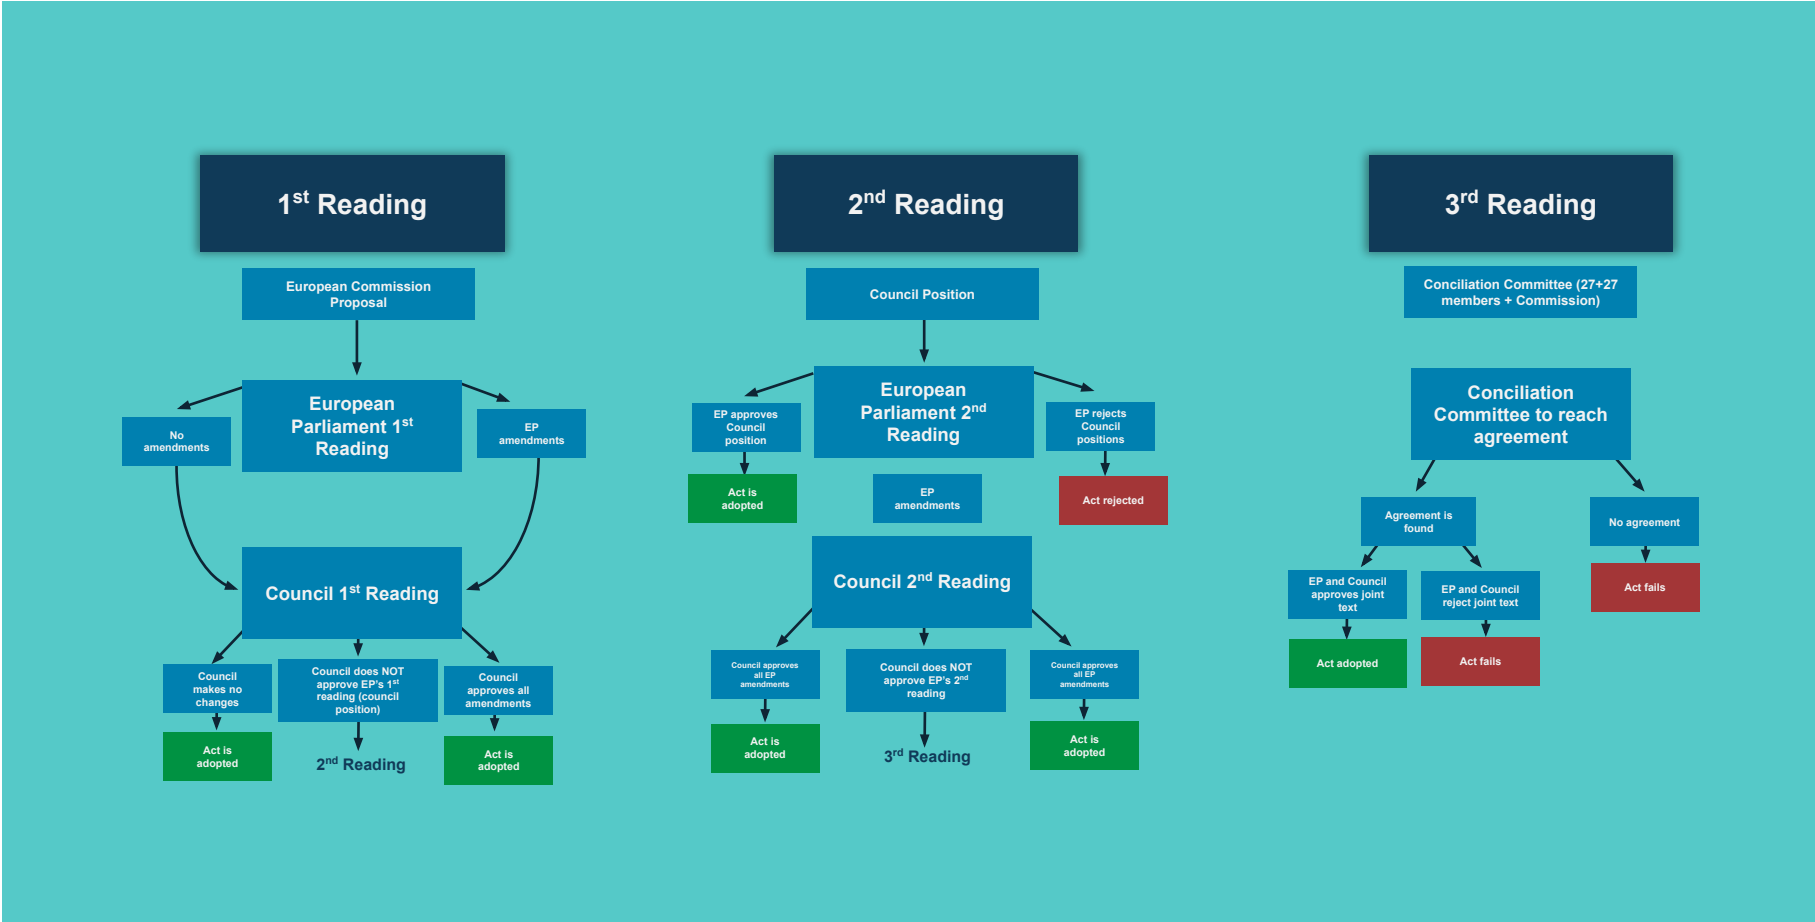 1st Reading
European Commission
Proposal
European
Parliament 1st
Reading
No
amendments
EP
amendments
Council 1st Reading
Council
makes no
changes
Council does NOT
approve EP's 1st
reading (council
position)
Council
approves all
amendments
Act is
adopted
2nd Reading
Act is
adopted
2nd Reading
Council Position
European
Parliament 2nd
Reading
EP approves
Council
position
EP rejects
Council
positions
Act is
adopted
EP
amendments
Act rejected
Council 2nd Reading
Council approves
all EP
amendments
Council does NOT
approve EP's 2nd
reading
Council approves
all EP
amendments
Act is
adopted
3rd Reading
Act is
adopted
3rd Reading
Conciliation Committee (27+27
members + Commission)
Conciliation
Committee to reach
agreement
Agreement is
found
No agreement
EP and Council
approves joint
text
EP and Council
reject joint text
Act fails
Act adopted
Act fails